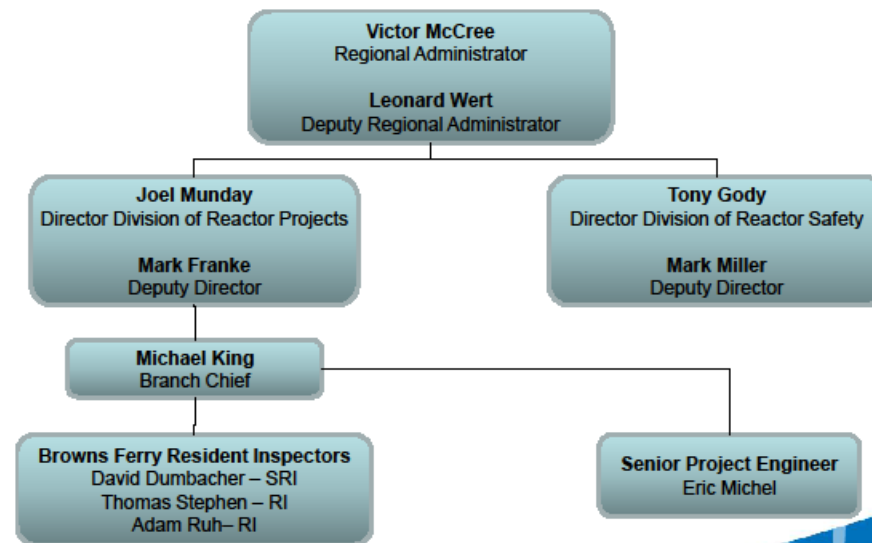 Victor McCree
Regional Administrator
Leonard Wert
Deputy Regional Administrator
Joel Munday
Director Division of Reactor Projects
Mark Franke
Deputy Director
Tony Gody
Director Division of Reactor Safety
Mark Miller
Deputy Director
Michael King
Branch Chief
Browns Ferry Resident Inspectors
David Dumbacher – SRI
Thomas Stephen – RI
Adam Ruh– RI
Senior Project Engineer
Eric Michel